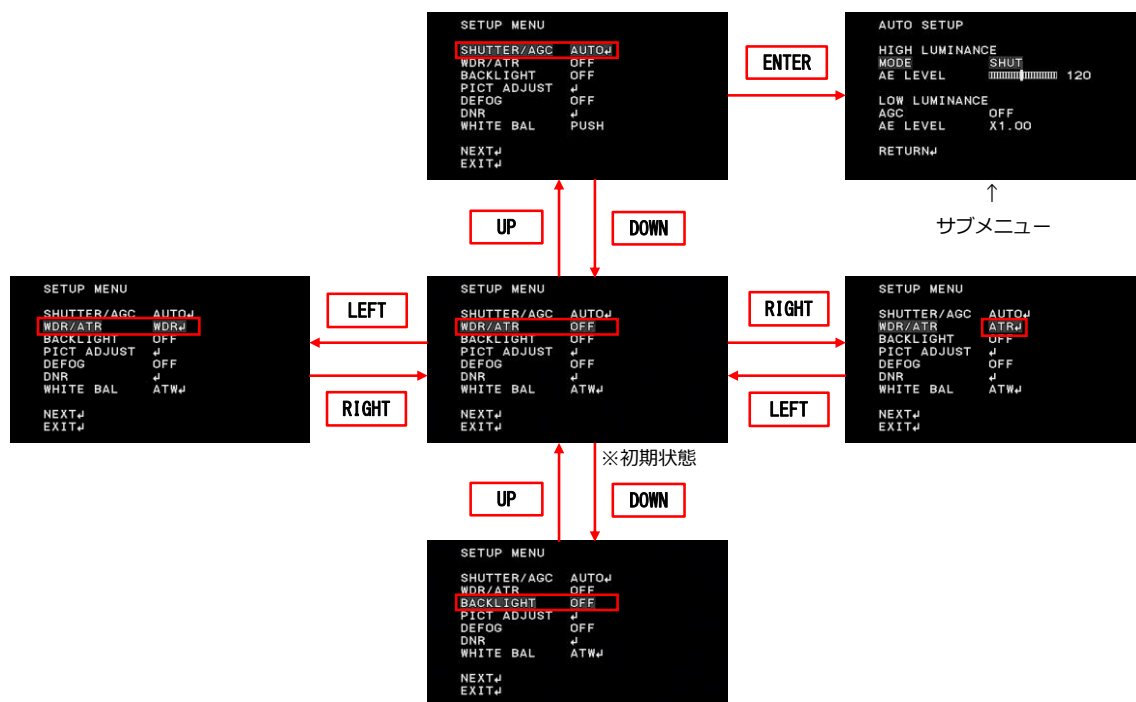 SETUP MENU
SHUTTER/AGC AUTO↲
WDR/ATR OFF
BACKLIGHT OFF
PICT ADJUST ↲
DEFOG OFF
DNR ↲
WHITE BAL PUSH
NEXT↲
EXIT↲
ENTER
AUTO SETUP
HIGH LUMINANCE
MODE SHUT
AE LEVEL 120
LOW LUMINANCE
AGC OFF
AE LEVEL X1.00
RETURN↲
↑
サブメニュー
UP
DOWN
SETUP MENU
SHUTTER/AGC AUTO↲
WDR/ATR WDR↲
BACKLIGHT OFF
PICT ADJUST ↲
DEFOG OFF
DNR ↲
WHITE BAL ATW↲
NEXT↲
EXIT↲
LEFT
RIGHT
SETUP MENU
SHUTTER/AGC AUTO↲
WDR/ATR OFF
BACKLIGHT OFF
PICT ADJUST ↲
DEFOG OFF
DNR ↲
WHITE BAL ATW↲
NEXT↲
EXIT↲
RIGHT
LEFT
SETUP MENU
SHUTTER/AGC AUTO↲
WDR/ATR ATR↲
BACKLIGHT OFF
PICT ADJUST ↲
DEFOG OFF
DNR ↲
WHITE BAL ATW↲
NEXT↲
EXIT↲
※初期状態
UP
DOWN
SETUP MENU
SHUTTER/AGC AUTO↲
WDR/ATR OFF
BACKLIGHT OFF
PICT ADJUST ↲
DEFOG OFF
DNR ↲
WHITE BAL ATW↲
NEXT↲
EXIT↲